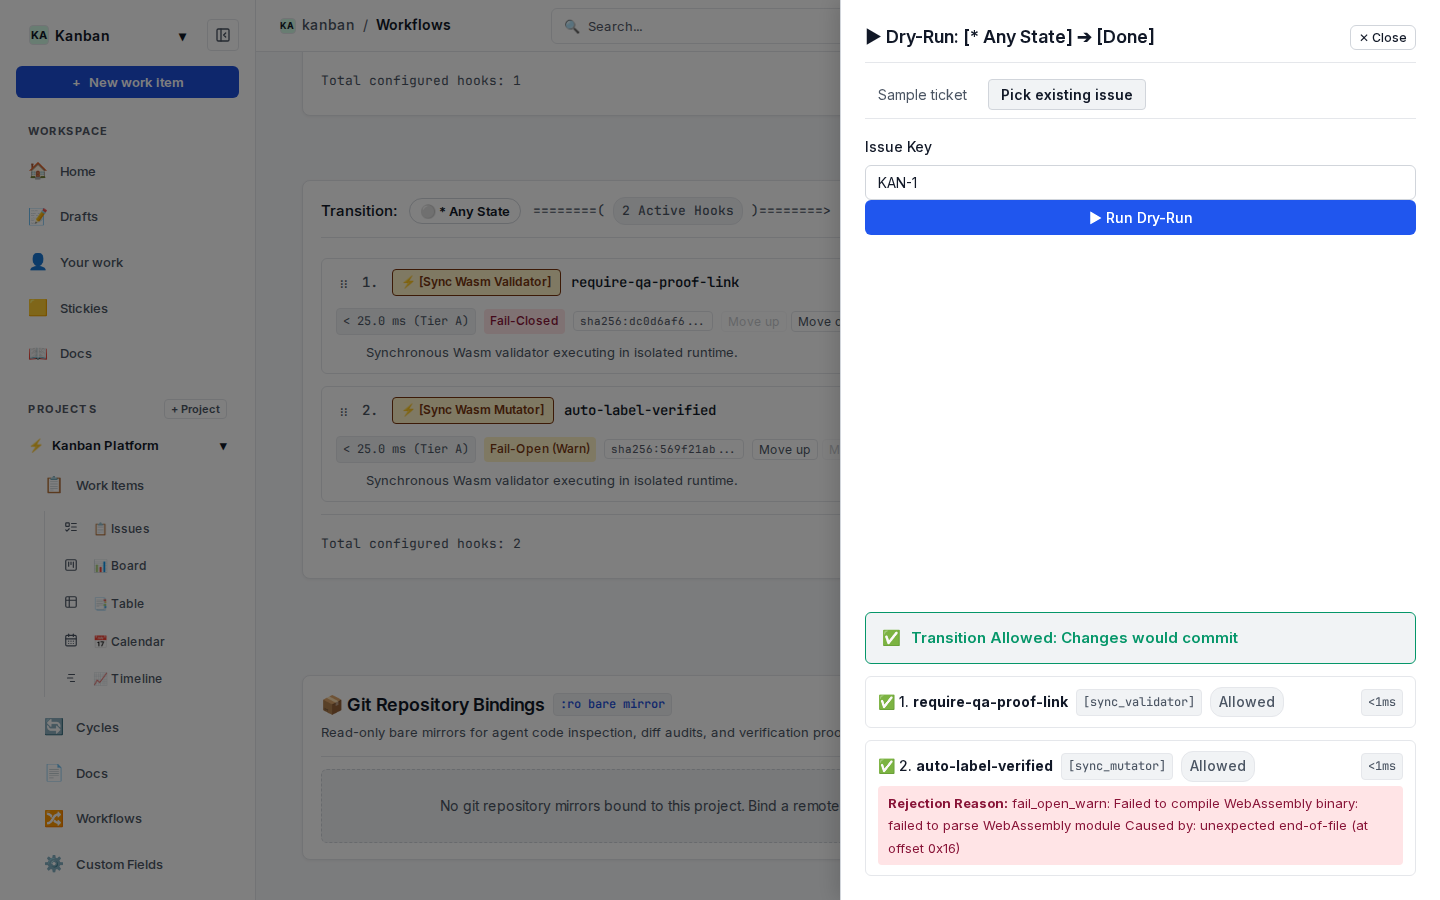 KA Kanban ▼
+ New work item
WORKSPACE
🏠 Home
📝 Drafts
👤 Your work
🟨 Stickies
📖 Docs
PROJECTS + Project
⚡ Kanban Platform ▼
📋 Work Items
📋 Issues
📊 Board
📑 Table
📅 Calendar
📈 Timeline
🔄 Cycles
📄 Docs
🔀 Workflows
⚙️ Custom Fields
KA kanban / Workflows
🔍 Search...
Total configured hooks: 1
Transition: ⚪ * Any State ========( 2 Active Hooks )========>
⠿ 1. ⚡ [Sync Wasm Validator] require-qa-proof-link
< 25.0 ms (Tier A) Fail-Closed sha256:dc0d6af6... Move up Move
Synchronous Wasm validator executing in isolated runtime.
⠿ 2. ⚡ [Sync Wasm Mutator] auto-label-verified
< 25.0 ms (Tier A) Fail-Open (Warn) sha256:569f21ab... Move up
Synchronous Wasm validator executing in isolated runtime.
Total configured hooks: 2
📦 Git Repository Bindings :ro bare mirror
Read-only bare mirrors for agent code inspection, diff audits, and verification
No git repository mirrors bound to this project. Bind a remote
▶ Dry-Run: [* Any State] ➔ [Done]
✕ Close
Sample ticket Pick existing issue
Issue Key
KAN-1
▶ Run Dry-Run
✅ Transition Allowed: Changes would commit
✅ 1. require-qa-proof-link [sync_validator] Allowed <1ms
✅ 2. auto-label-verified [sync_mutator] Allowed <1ms
Rejection Reason: fail_open_warn: Failed to compile WebAssembly binary:
failed to parse WebAssembly module Caused by: unexpected end-of-file (at
offset 0x16)